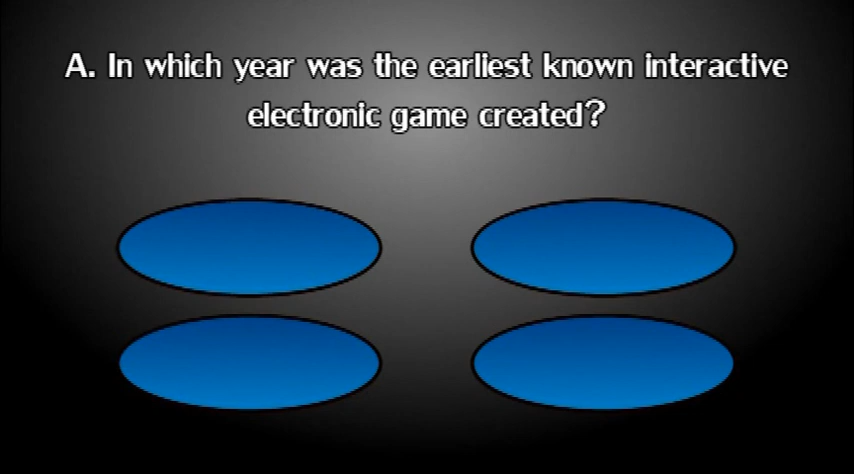 A. In which year was the earliest known interactive
electronic game created?